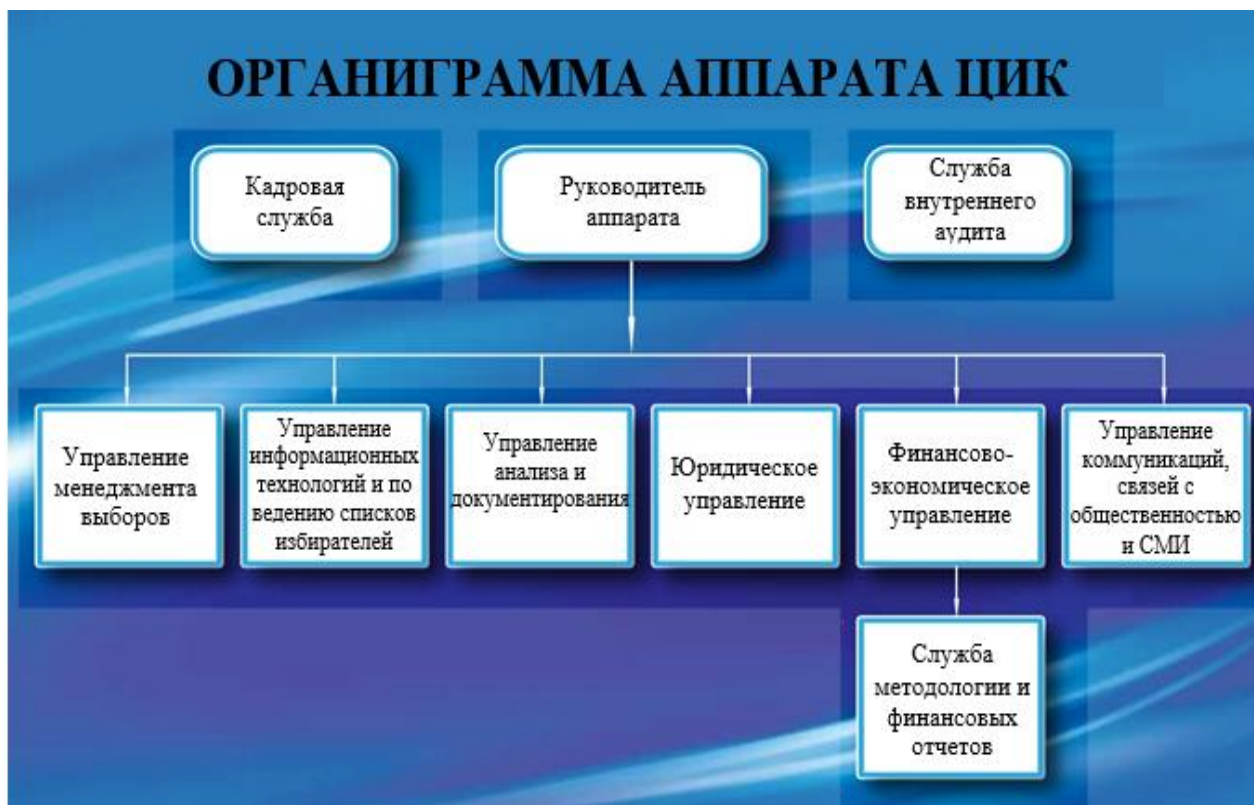 ОРГАНИГРАММА АППАРАТА ЦИК
Кадровая
служба
Руководитель
аппарата
Служба
внутреннего
аудита
Управление
менеджмента
выборов
Управление
информационных
технологий и по
ведению списков
избирателей
Управление
анализа и
документирования
Юридическое
управление
Финансово-
экономическое
управление
Управление
коммуникаций,
связей с
общественностью
и СМИ
Служба
методологии и
финансовых
отчетов